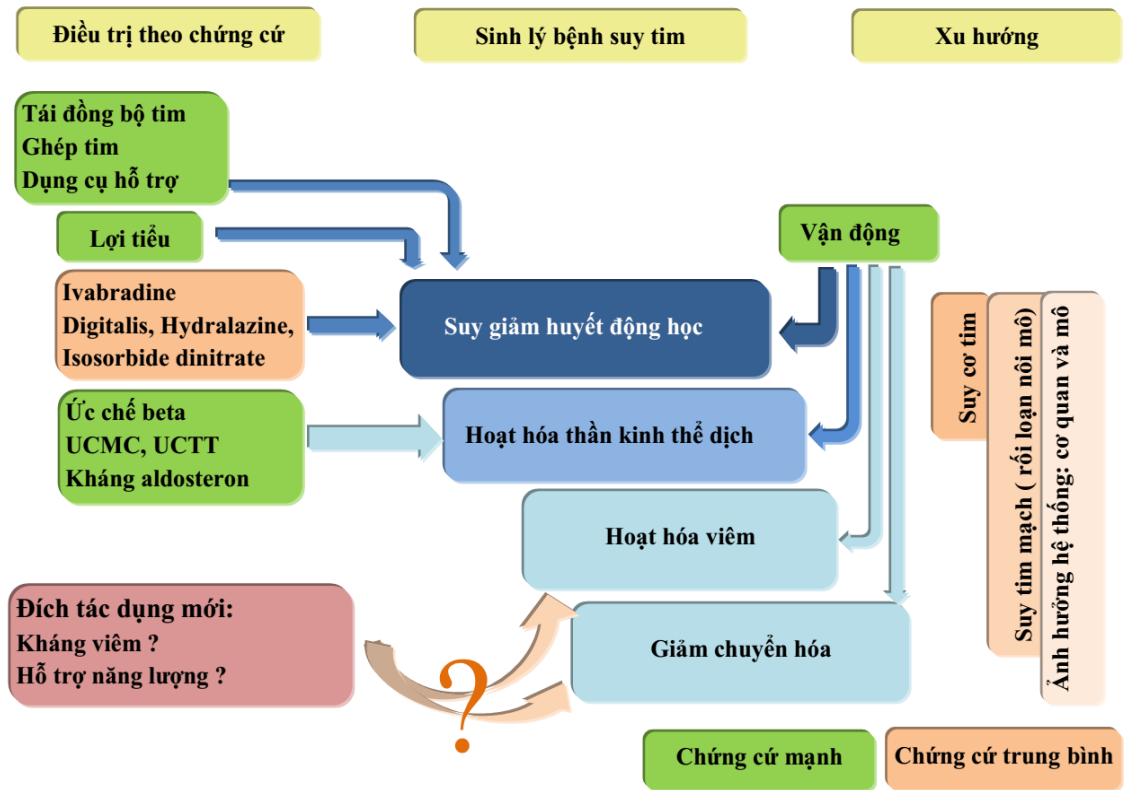 Điều trị theo chứng cứ
Sinh lý bệnh suy tim
Xu hướng
Tái đồng bộ tim
Ghép tim
Dụng cụ hỗ trợ
Lợi tiểu
Ivabradine
Digitalis, Hydralazine,
Isosorbide dinitrate
Ức chế beta
UCMC, UCTT
Kháng aldosteron
Đích tác dụng mới:
Kháng viêm ?
Hỗ trợ năng lượng ?
?
Suy giảm huyết động học
Hoạt hóa thần kinh thể dịch
Hoạt hóa viêm
Giảm chuyển hóa
Vận động
Suy cơ tim
Suy tim mạch ( rối loạn nôi mô)
Ảnh hưởng hệ thống: cơ quan và mô
Chứng cứ mạnh
Chứng cứ trung bình